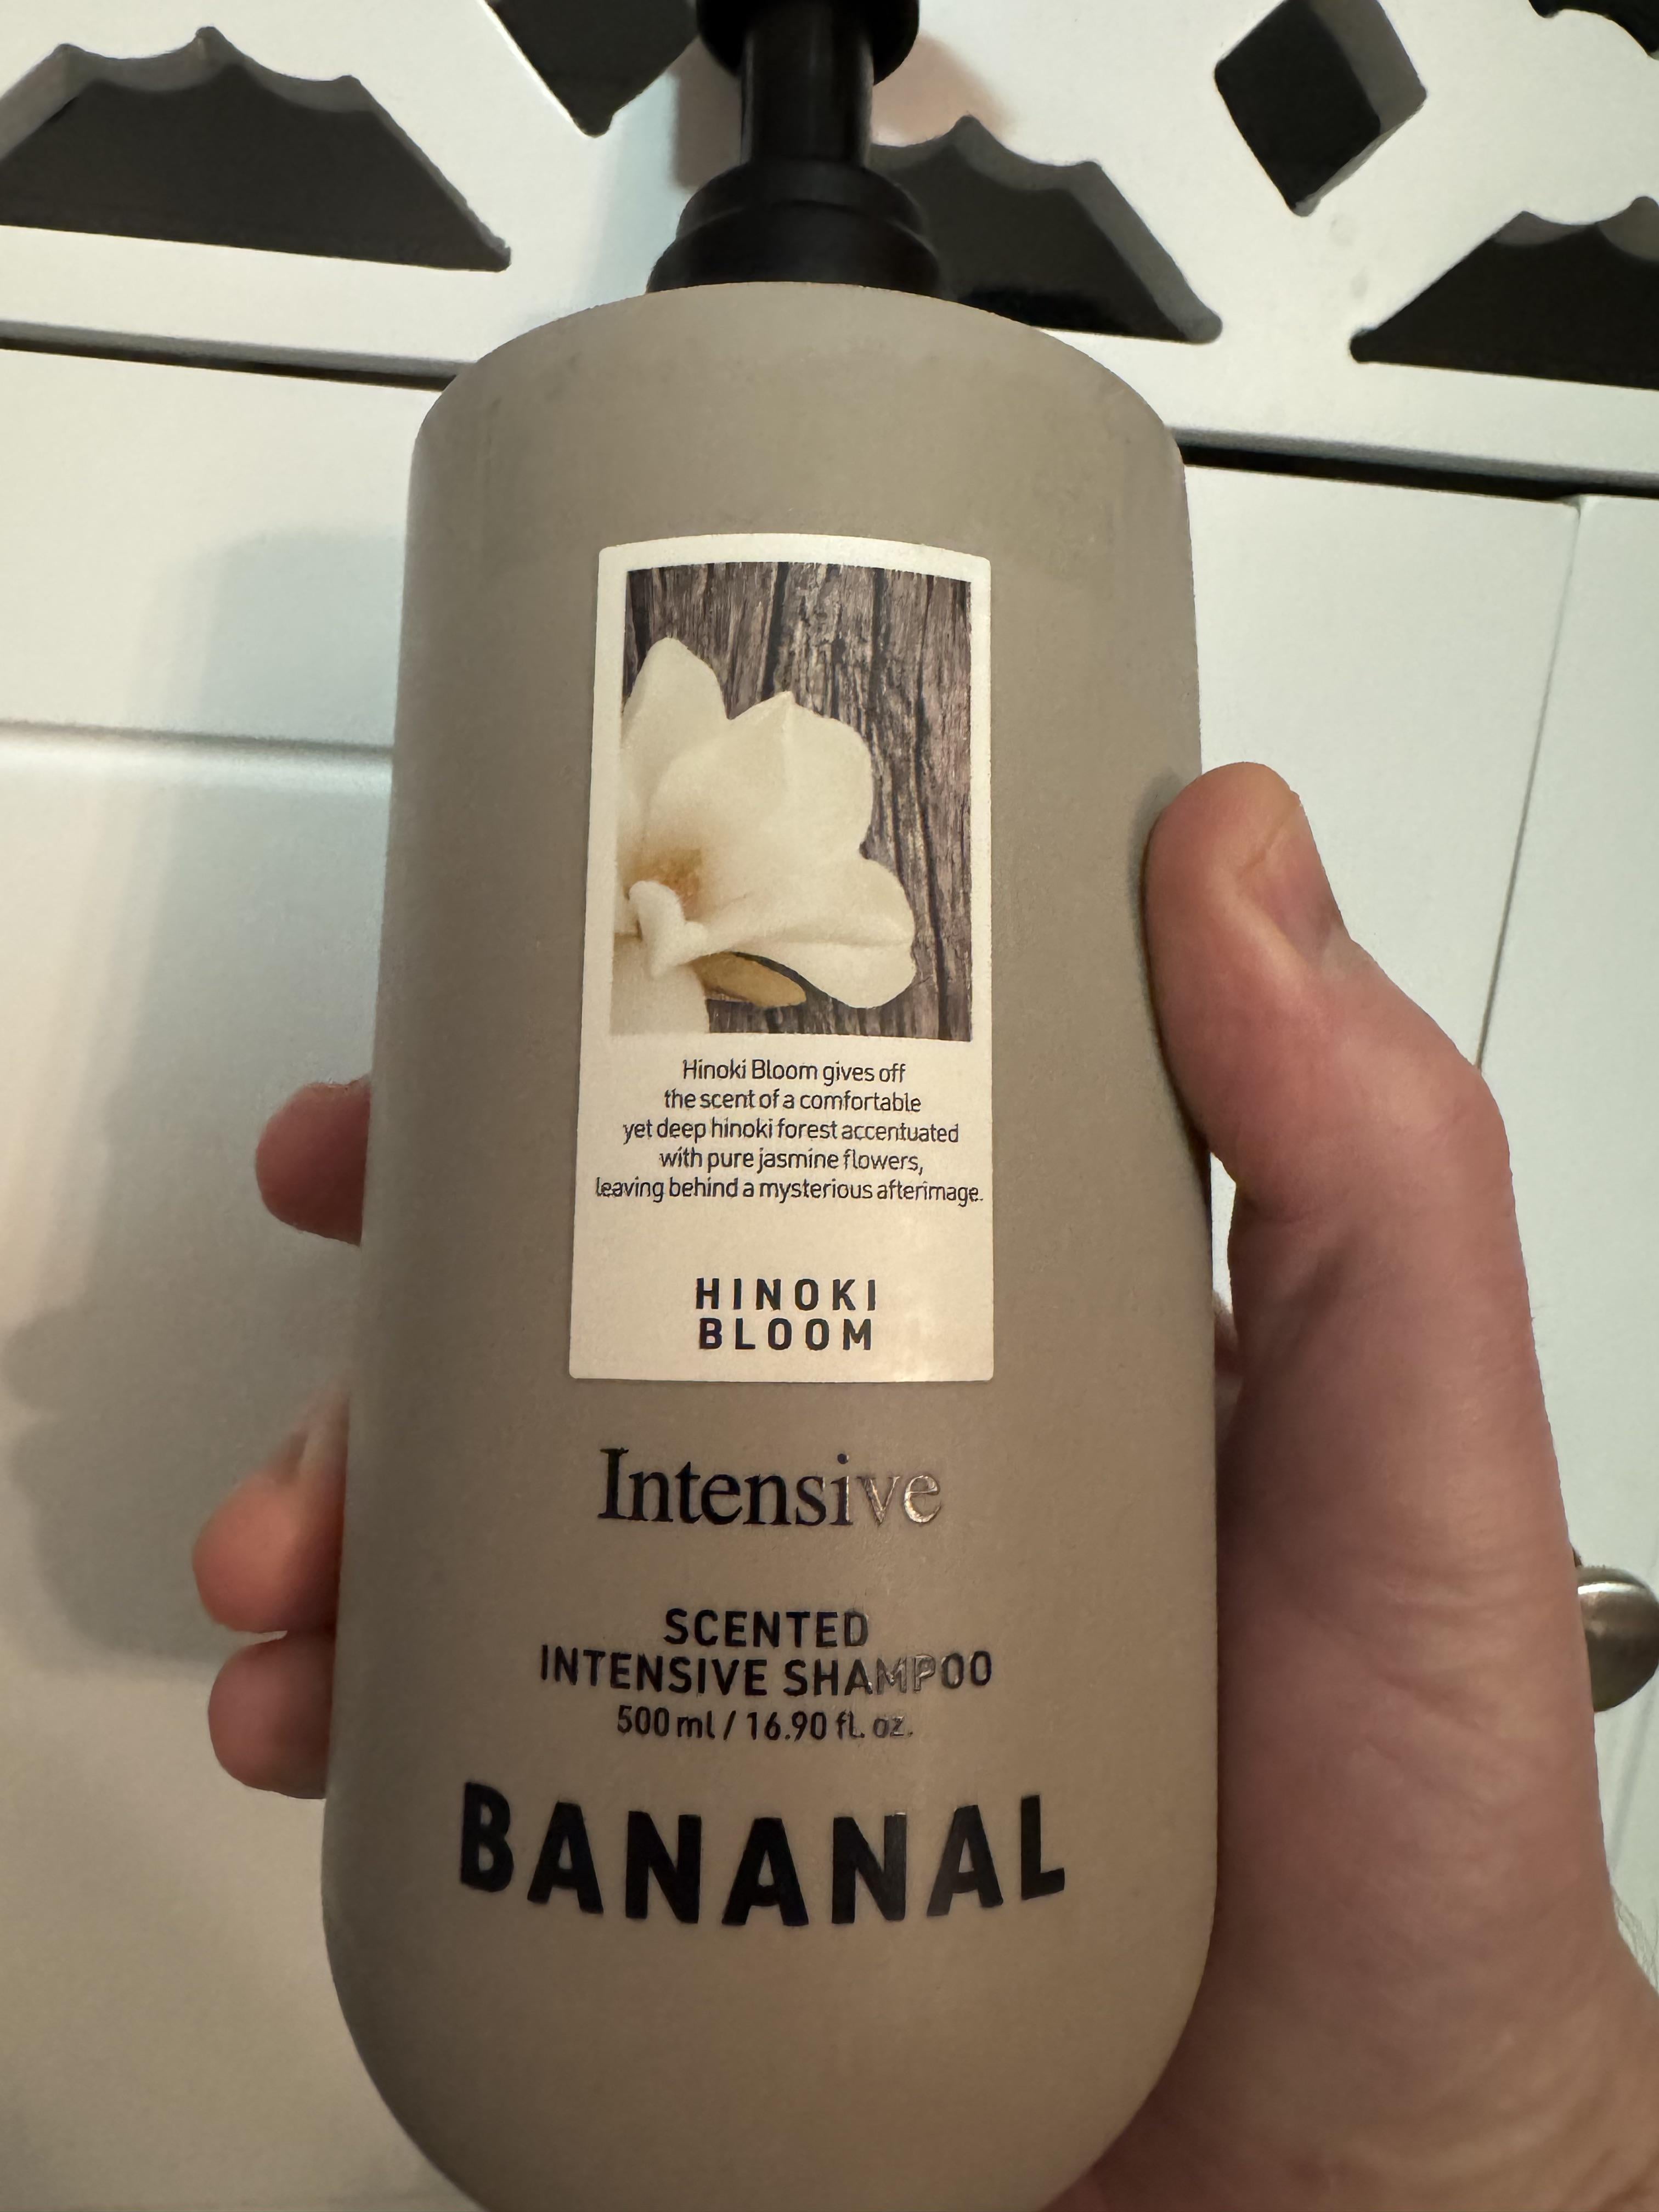 Hinoki Bloom gives off
the scent of a comfortable
yet deep hinoki forest accentuated
with pure jasmine flowers,
leaving behind a mysterious afterimage.
HINOKI
BLOOM
Intensive
SCENTED
INTENSIVE SHAMPOO
500 ml / 16.90 fl. oz.
BANANAL